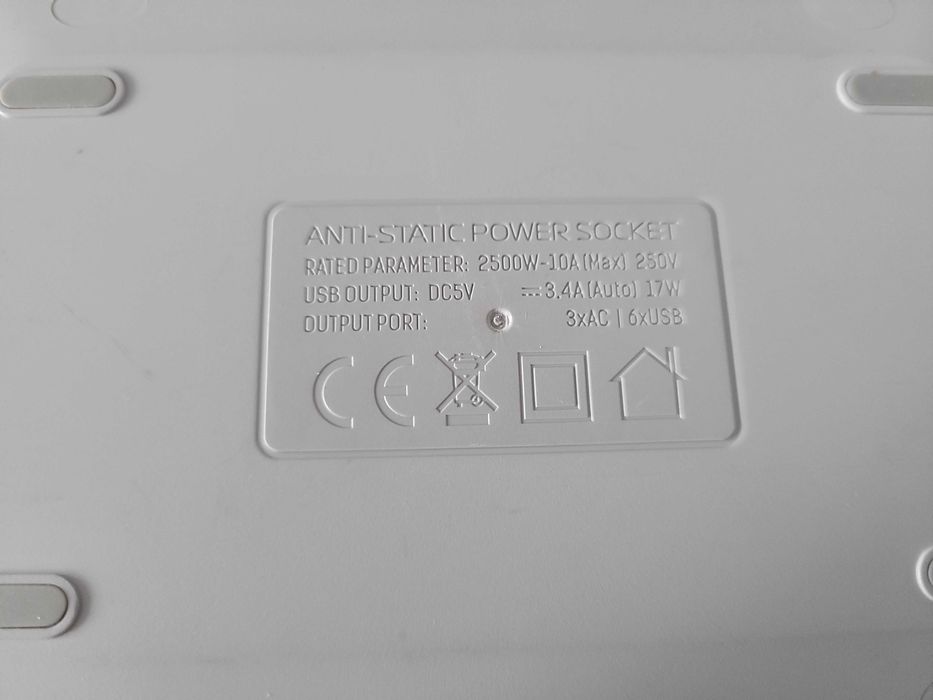 ANTI-STATIC POWER SOCKET
RATED PARAMETER: 2500W-10A(Max) 250V
USB OUTPUT: DC5V ⎓3.4A(Auto) 17W
OUTPUT PORT: 3xAC | 6xUSB
CE